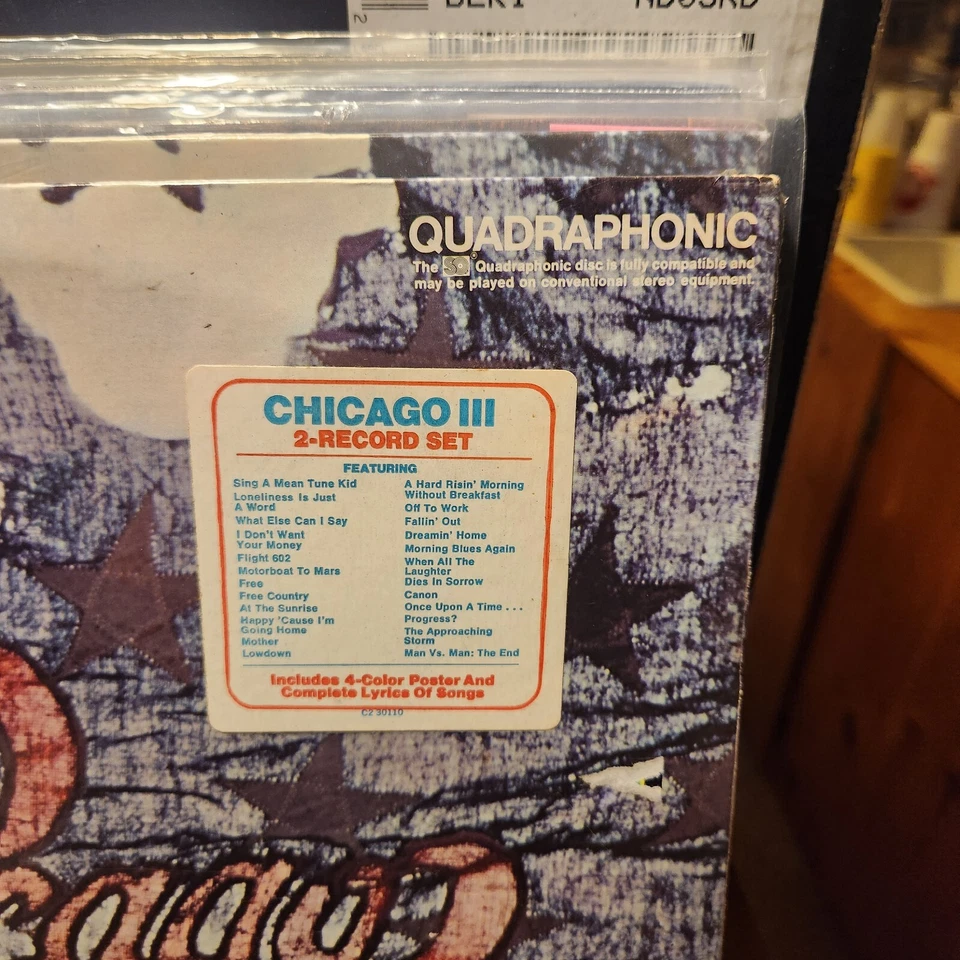 QUADRAPHONIC
The SQ® Quadraphonic disc is fully compatible and
may be played on conventional stereo equipment.
CHICAGO III
2-RECORD SET
FEATURING
Sing A Mean Tune Kid
Loneliness Is Just
A Word
What Else Can I Say
I Don't Want
Your Money
Flight 602
Motorboat To Mars
Free
Free Country
At The Sunrise
Happy 'Cause I'm
Going Home
Mother
Lowdown
A Hard Risin' Morning
Without Breakfast
Off To Work
Fallin' Out
Dreamin' Home
Morning Blues Again
When All The
Laughter
Dies In Sorrow
Canon
Once Upon A Time . . .
Progress?
The Approaching
Storm
Man Vs. Man: The End
Includes 4-Color Poster And
Complete Lyrics Of Songs
C2 30110